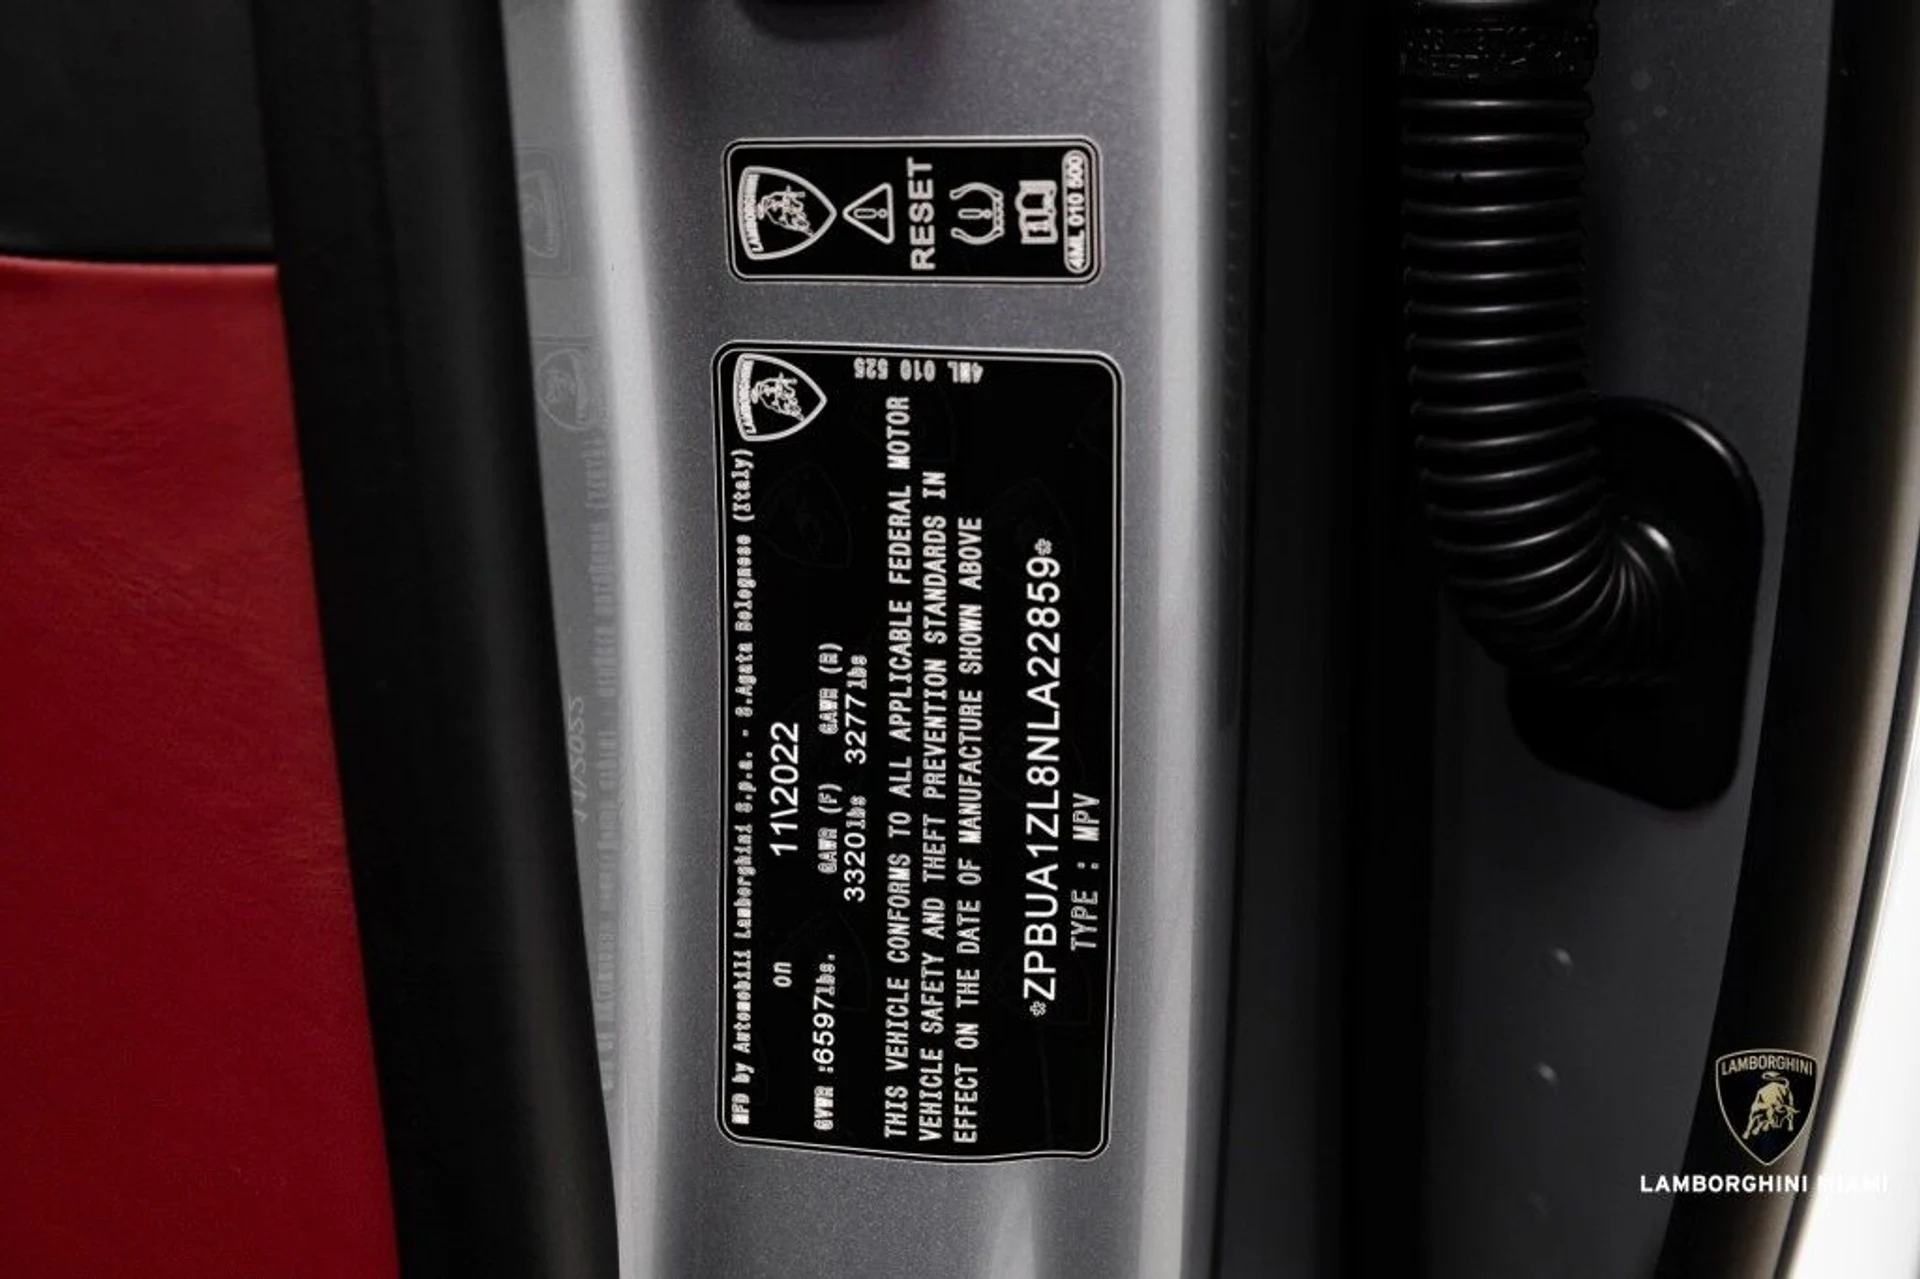 LAMBORGHINI
RESET
4ML 010 500
LAMBORGHINI
4ML 010 525
MFD by Automobili Lamborghini S.p.a. - S.Agata Bolognese (Italy)
on 11\2022
GVWR :6597lbs. GAWR (F) GAWR (R)
3320lbs 3277lbs
THIS VEHICLE CONFORMS TO ALL APPLICABLE FEDERAL MOTOR
VEHICLE SAFETY AND THEFT PREVENTION STANDARDS IN
EFFECT ON THE DATE OF MANUFACTURE SHOWN ABOVE
*ZPBUA1ZL8NLA22859*
TYPE : MPV
LAMBORGHINI
LAMBORGHINI MIAMI